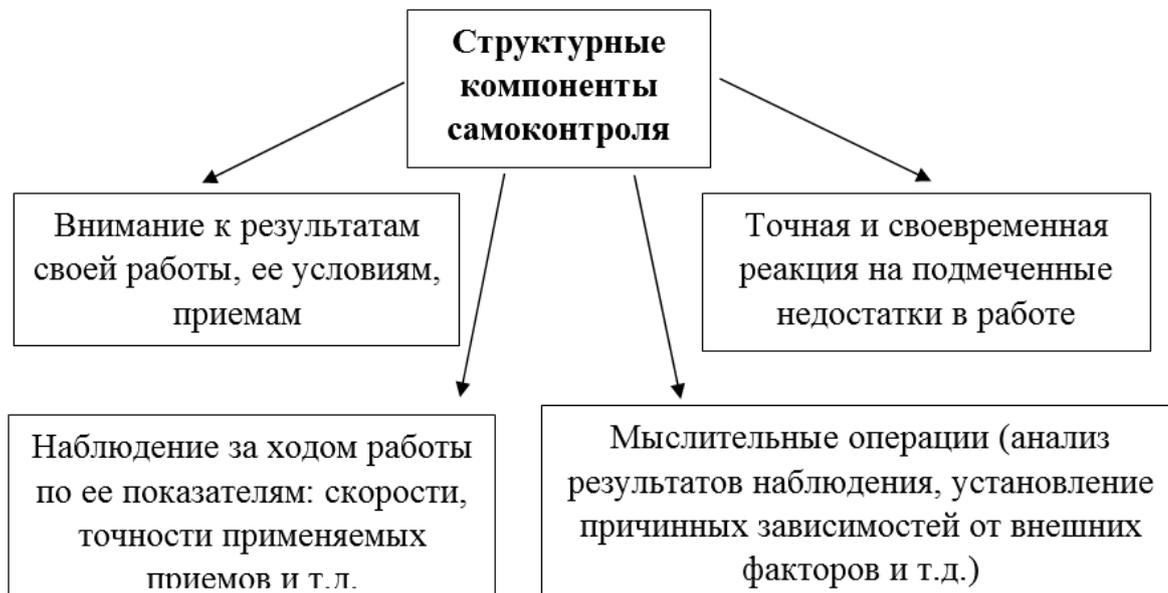 Структурные
компоненты
самоконтроля
Внимание к результатам
своей работы, ее условиям,
приемам
Точная и своевременная
реакция на подмеченные
недостатки в работе
Наблюдение за ходом работы
по ее показателям: скорости,
точности применяемых
приемов и т.д.
Мыслительные операции (анализ
результатов наблюдения, установление
причинных зависимостей от внешних
факторов и т.д.)